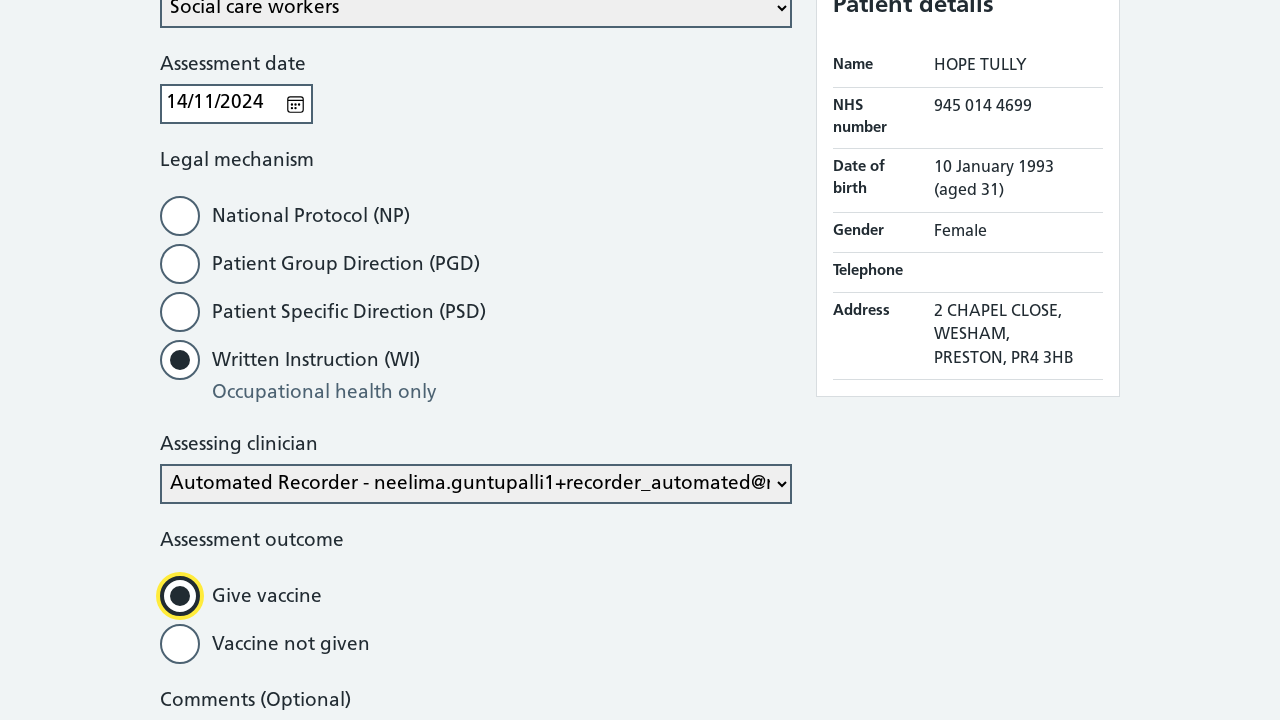 Social care workers
Assessment date
14/11/2024
Legal mechanism
National Protocol (NP)
Patient Group Direction (PGD)
Patient Specific Direction (PSD)
Written Instruction (WI)
Occupational health only
Assessing clinician
Automated Recorder - neelima.guntupalli1+recorder_automated@
Assessment outcome
Give vaccine
Vaccine not given
Comments (Optional)
Patient details
Name HOPE TULLY
NHS number 945 014 4699
Date of birth 10 January 1993 (aged 31)
Gender Female
Telephone
Address 2 CHAPEL CLOSE,
WESHAM,
PRESTON, PR4 3HB